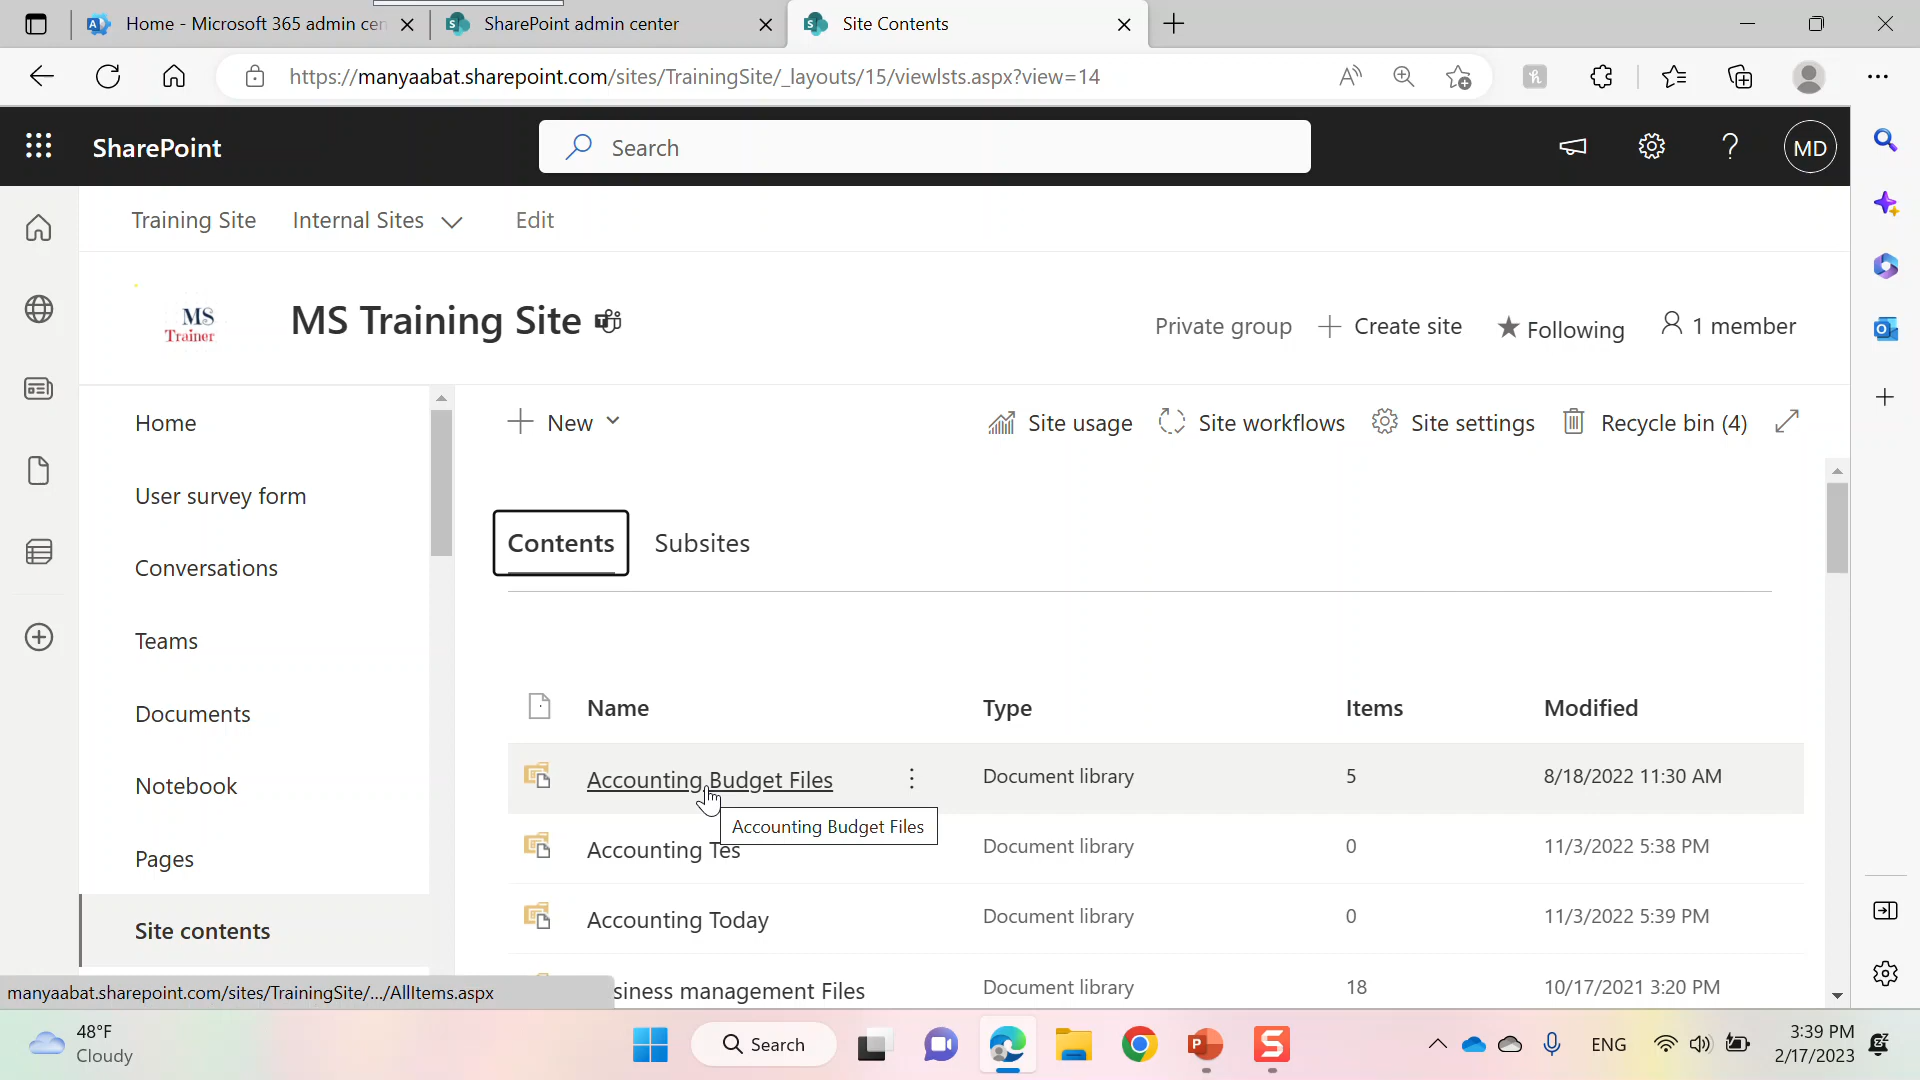 Home - Microsoft 365 admin cen
SharePoint admin center
Site Contents
https://manyaabat.sharepoint.com/sites/TrainingSite/_layouts/15/viewlsts.aspx?view=14
SharePoint
Search
MD
Training Site
Internal Sites
Edit
MS
Trainer
MS Training Site
Private group
Create site
Following
1 member
Home
User survey form
Conversations
Teams
Documents
Notebook
Pages
Site contents
New
Site usage
Site workflows
Site settings
Recycle bin (4)
Contents
Subsites
Name Type Items Modified
Accounting Budget Files Document library 5 8/18/2022 11:30 AM
Accounting Budget Files
Accounting Tes Document library 0 11/3/2022 5:38 PM
Accounting Today Document library 0 11/3/2022 5:39 PM
siness management Files Document library 18 10/17/2021 3:20 PM
manyaabat.sharepoint.com/sites/TrainingSite/.../AllItems.aspx
48°F
Cloudy
Search
ENG
3:39 PM
2/17/2023